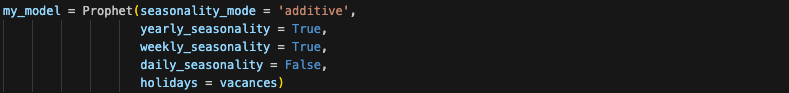 my_model = Prophet(seasonality_mode = 'additive',
yearly_seasonality = True,
weekly_seasonality = True,
daily_seasonality = False,
holidays = vacances)